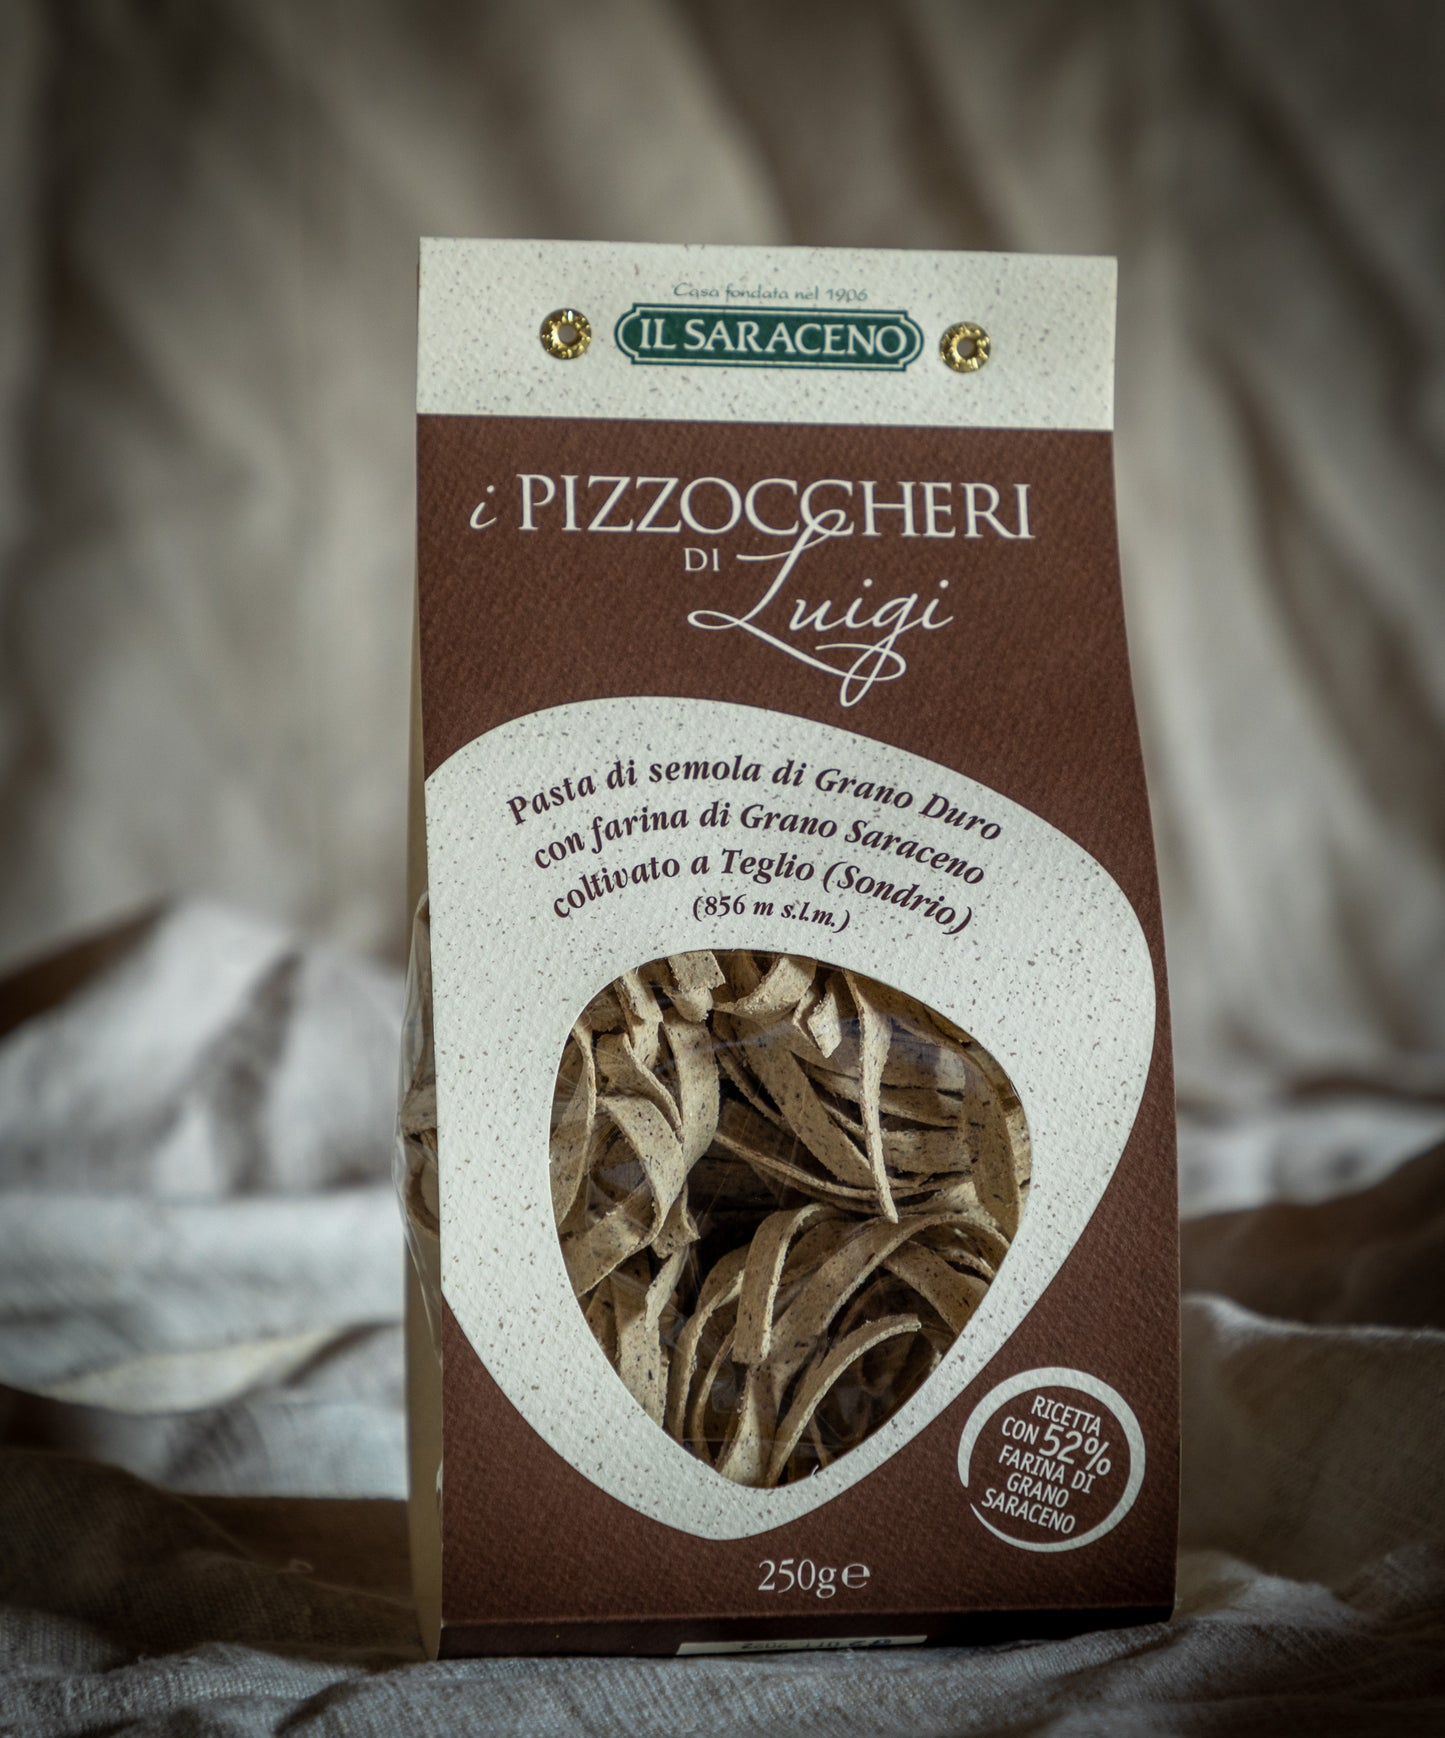 Casa fondata nel 1906
IL SARACENO
i PIZZOCCHERI
DI Luigi
Pasta di semola di Grano Duro
con farina di Grano Saraceno
coltivato a Teglio (Sondrio)
(856 m s.l.m.)
RICETTA
CON 52%
FARINA DI
GRANO
SARACENO
250g℮